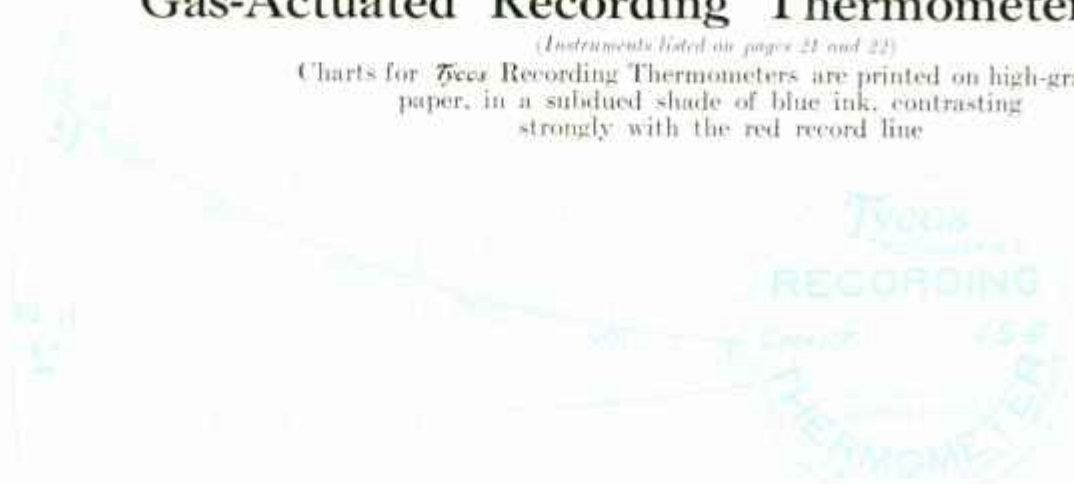 Gas-Actuated Recording Thermometer
(Instruments listed on pages 21 and 22)
Charts for Tycos Recording Thermometers are printed on high-gra
paper, in a subdued shade of blue ink, contrasting
strongly with the red record line
Tycos
RECORDING
THERMOMETER